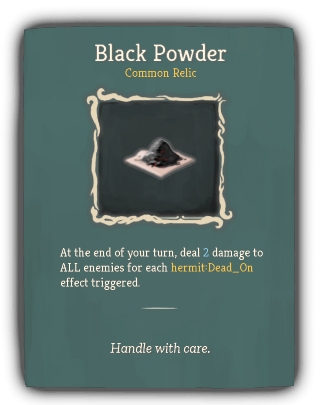 Black Powder
Common Relic
At the end of your turn, deal 2 damage to
ALL enemies for each hermit:Dead_On
effect triggered.
Handle with care.